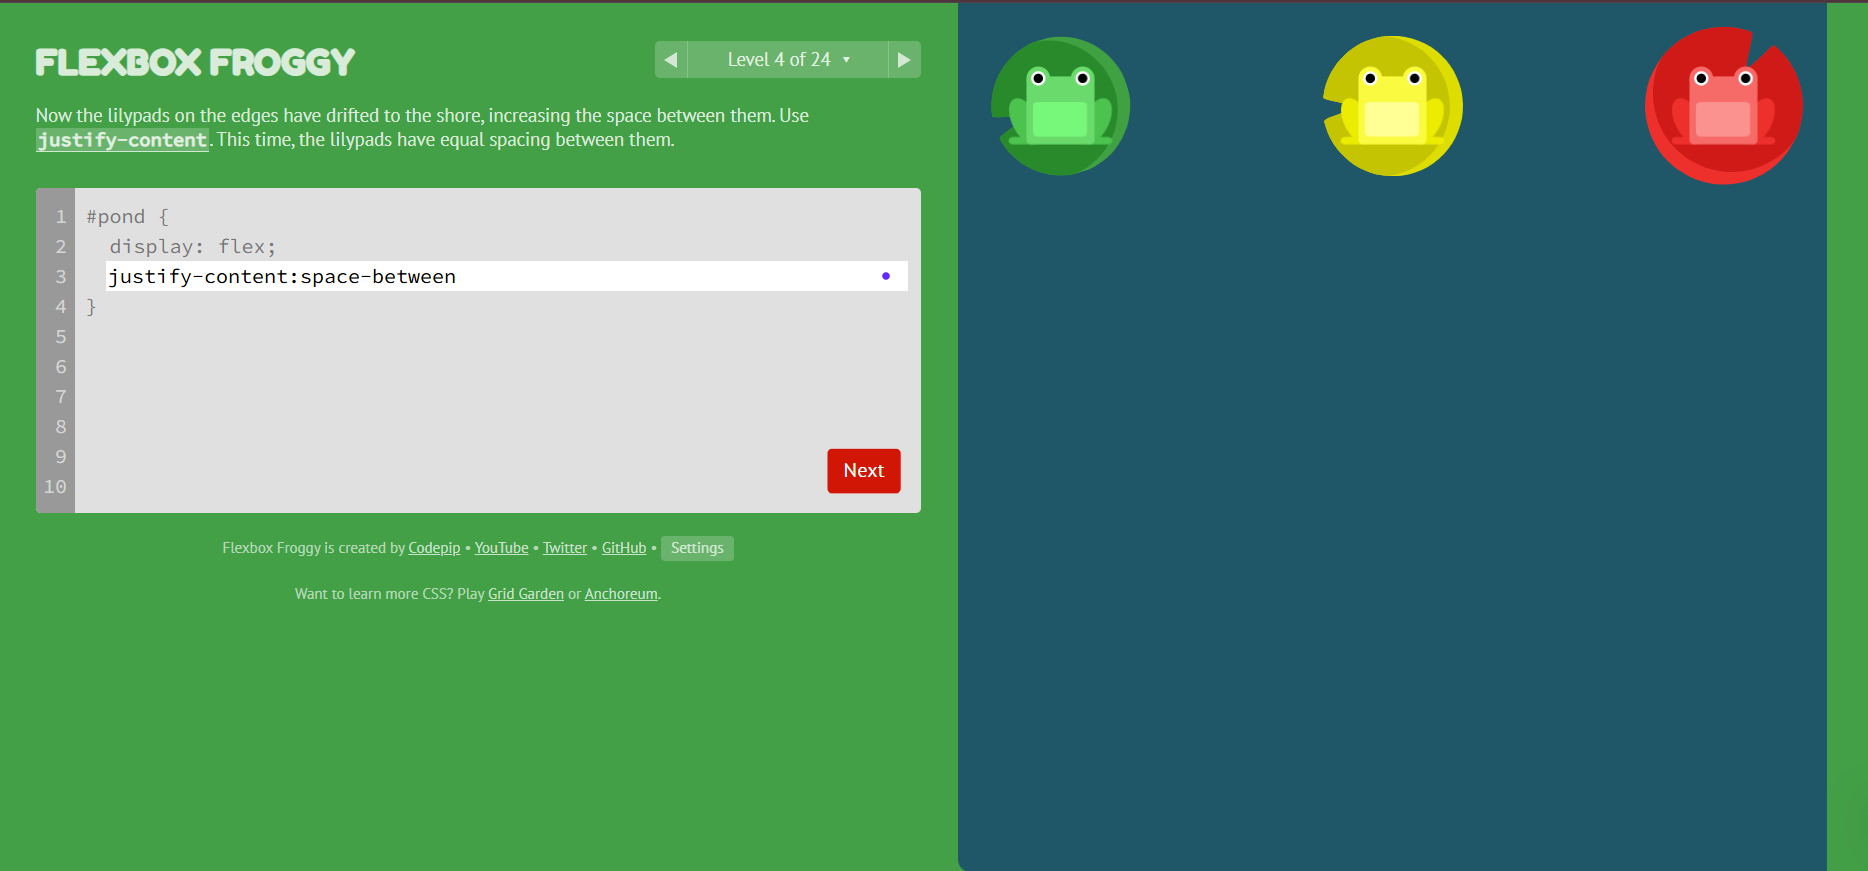 FLEXBOX FROGGY
◀ Level 4 of 24 ▼ ▶
Now the lilypads on the edges have drifted to the shore, increasing the space between them. Use
justify-content. This time, the lilypads have equal spacing between them.
1 #pond {
2 display: flex;
3 justify-content:space-between
4 }
5
6
7
8
9
10
Next
Flexbox Froggy is created by Codepip • YouTube • Twitter • GitHub • Settings
Want to learn more CSS? Play Grid Garden or Anchoreum.